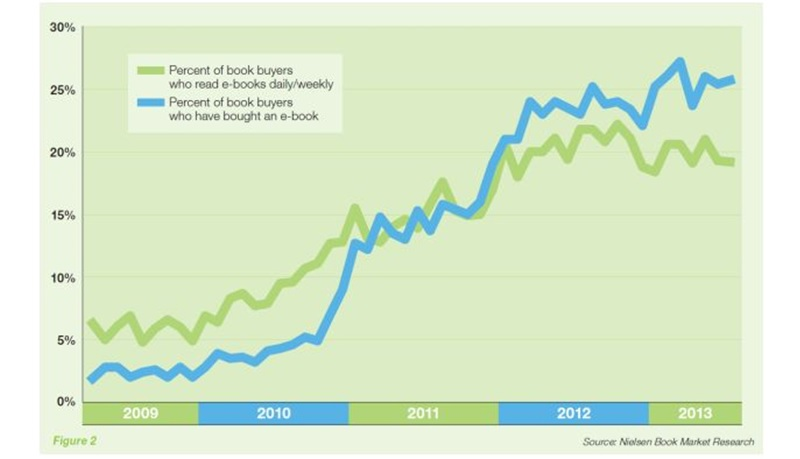 30%
Percent of book buyers
who read e-books daily/weekly
Percent of book buyers
who have bought an e-book
25%
20%
15%
10%
5%
0%
2009 2010 2011 2012 2013
Figure 2
Source: Nielsen Book Market Research